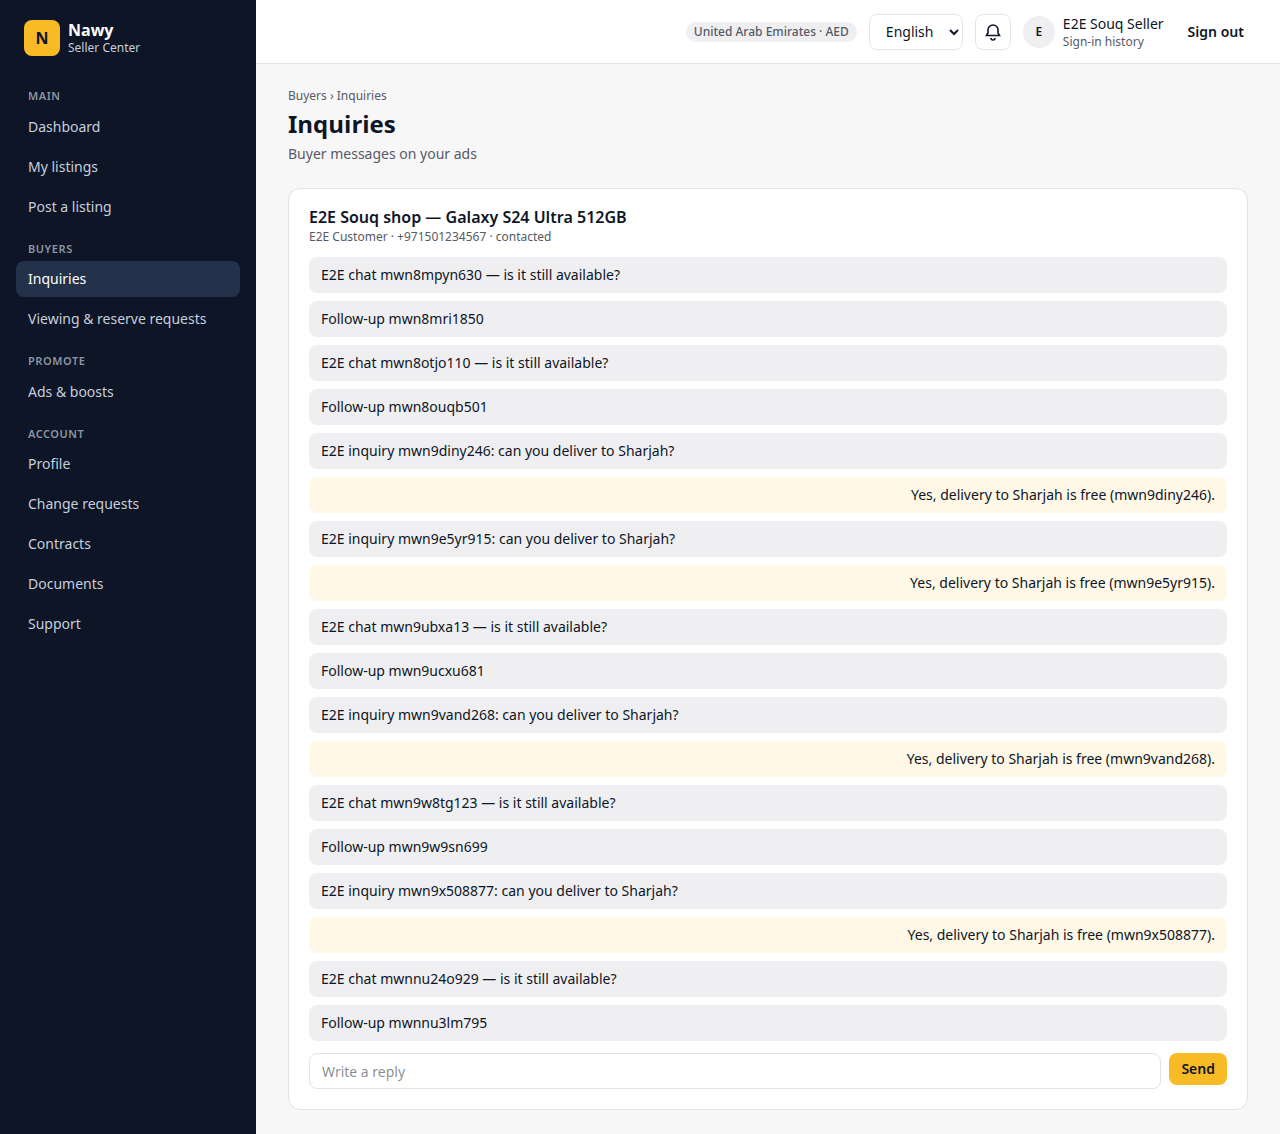 N
Nawy
Seller Center
MAIN
Dashboard
My listings
Post a listing
BUYERS
Inquiries
Viewing & reserve requests
PROMOTE
Ads & boosts
ACCOUNT
Profile
Change requests
Contracts
Documents
Support
United Arab Emirates · AED
English
E
E2E Souq Seller
Sign-in history
Sign out
Buyers › Inquiries
Inquiries
Buyer messages on your ads
E2E Souq shop — Galaxy S24 Ultra 512GB
E2E Customer · +971501234567 · contacted
E2E chat mwn8mpyn630 — is it still available?
Follow-up mwn8mri1850
E2E chat mwn8otjo110 — is it still available?
Follow-up mwn8ouqb501
E2E inquiry mwn9diny246: can you deliver to Sharjah?
Yes, delivery to Sharjah is free (mwn9diny246).
E2E inquiry mwn9e5yr915: can you deliver to Sharjah?
Yes, delivery to Sharjah is free (mwn9e5yr915).
E2E chat mwn9ubxa13 — is it still available?
Follow-up mwn9ucxu681
E2E inquiry mwn9vand268: can you deliver to Sharjah?
Yes, delivery to Sharjah is free (mwn9vand268).
E2E chat mwn9w8tg123 — is it still available?
Follow-up mwn9w9sn699
E2E inquiry mwn9x508877: can you deliver to Sharjah?
Yes, delivery to Sharjah is free (mwn9x508877).
E2E chat mwnnu24o929 — is it still available?
Follow-up mwnnu3lm795
Write a reply
Send